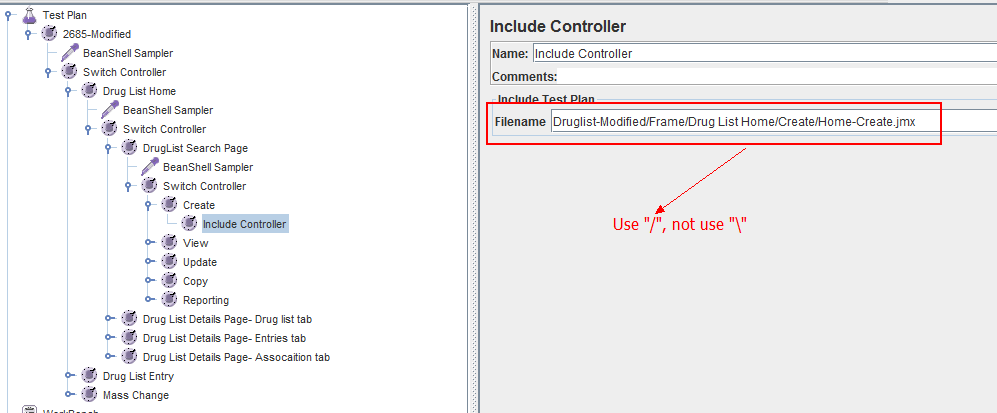 Test Plan
2685-Modified
BeanShell Sampler
Switch Controller
Drug List Home
BeanShell Sampler
Switch Controller
DrugList Search Page
BeanShell Sampler
Switch Controller
Create
Include Controller
View
Update
Copy
Reporting
Drug List Details Page- Drug list tab
Drug List Details Page- Entries tab
Drug List Details Page- Assocaition tab
Drug List Entry
Mass Change
WorkBench
Include Controller
Name: Include Controller
Comments:
Include Test Plan
Filename Druglist-Modified/Frame/Drug List Home/Create/Home-Create.jmx
Use "/", not use "\"